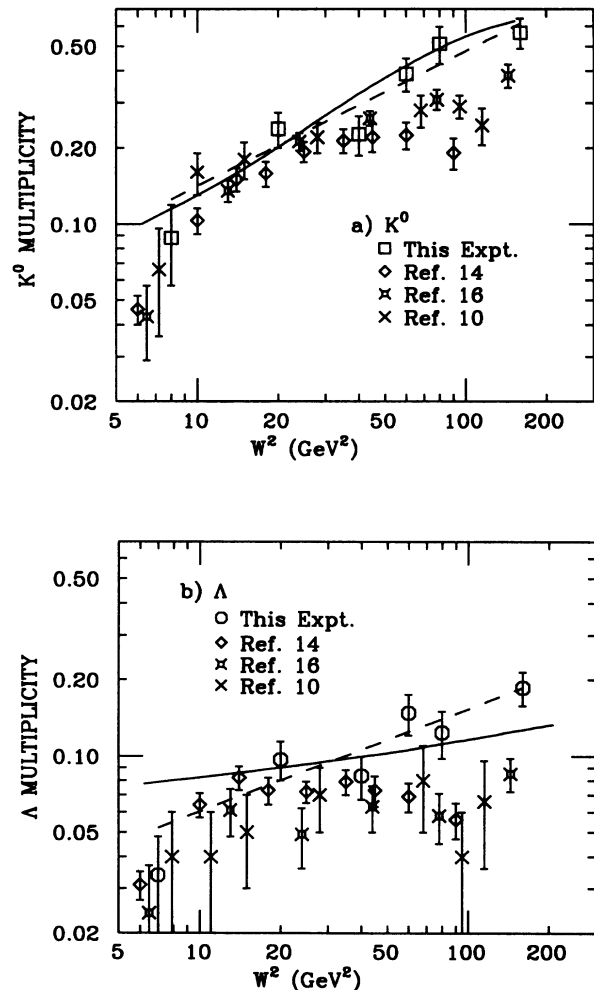 0.50
0.20
0.10
0.05
0.02
K⁰ MULTIPLICITY
a) K⁰
This Expt.
Ref. 14
Ref. 16
Ref. 10
5 10 20 50 100 200
W² (GeV²)
0.50
0.20
0.10
0.05
0.02
Λ MULTIPLICITY
b) Λ
This Expt.
Ref. 14
Ref. 16
Ref. 10
5 10 20 50 100 200
W² (GeV²)